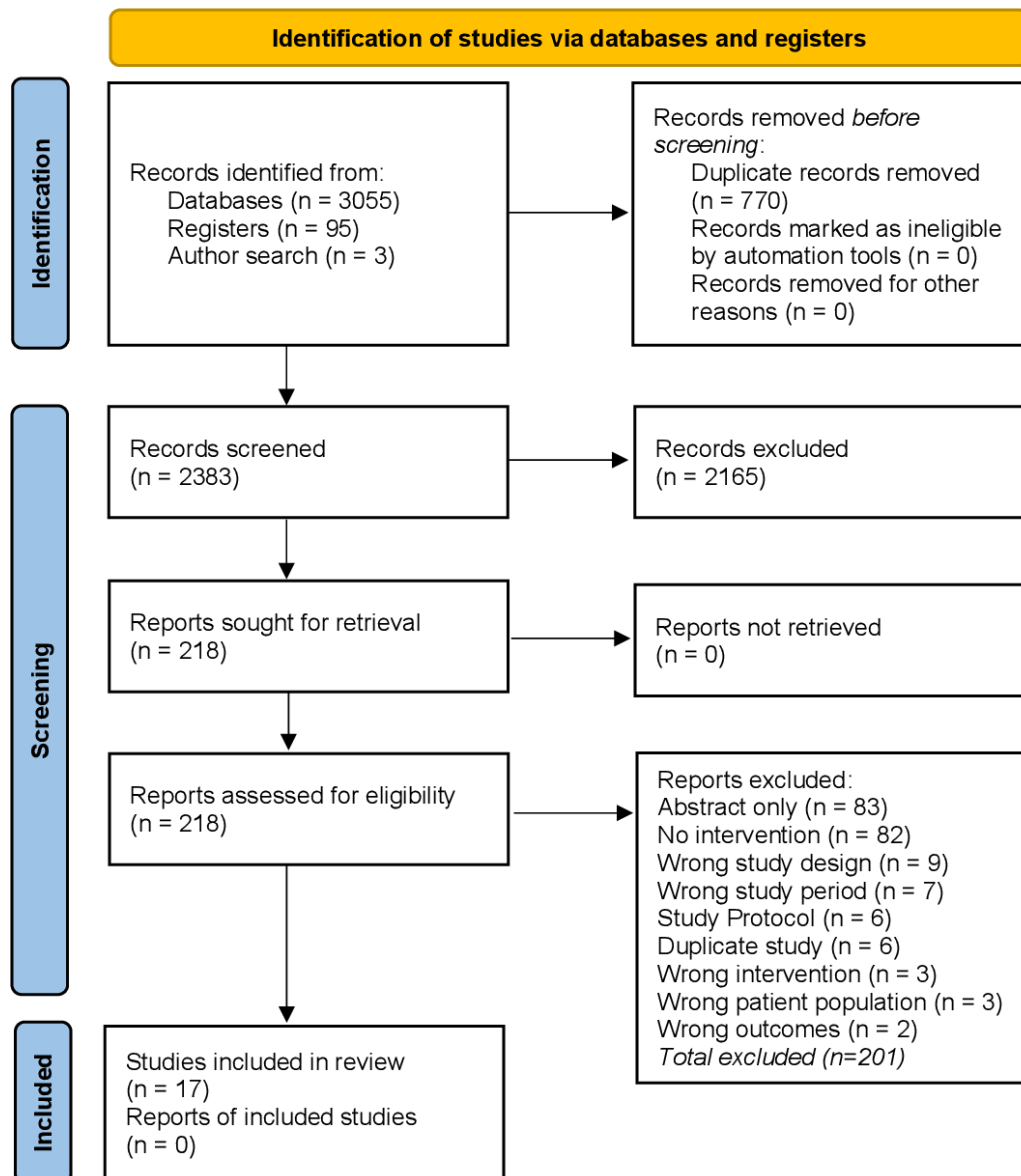 Identification of studies via databases and registers
Identification
Records identified from:
Databases (n = 3055)
Registers (n = 95)
Author search (n = 3)
Records removed before
screening:
Duplicate records removed
(n = 770)
Records marked as ineligible
by automation tools (n = 0)
Records removed for other
reasons (n = 0)
Screening
Records screened
(n = 2383)
Records excluded
(n = 2165)
Reports sought for retrieval
(n = 218)
Reports not retrieved
(n = 0)
Reports assessed for eligibility
(n = 218)
Reports excluded:
Abstract only (n = 83)
No intervention (n = 82)
Wrong study design (n = 9)
Wrong study period (n = 7)
Study Protocol (n = 6)
Duplicate study (n = 6)
Wrong intervention (n = 3)
Wrong patient population (n = 3)
Wrong outcomes (n = 2)
Total excluded (n=201)
Included
Studies included in review
(n = 17)
Reports of included studies
(n = 0)